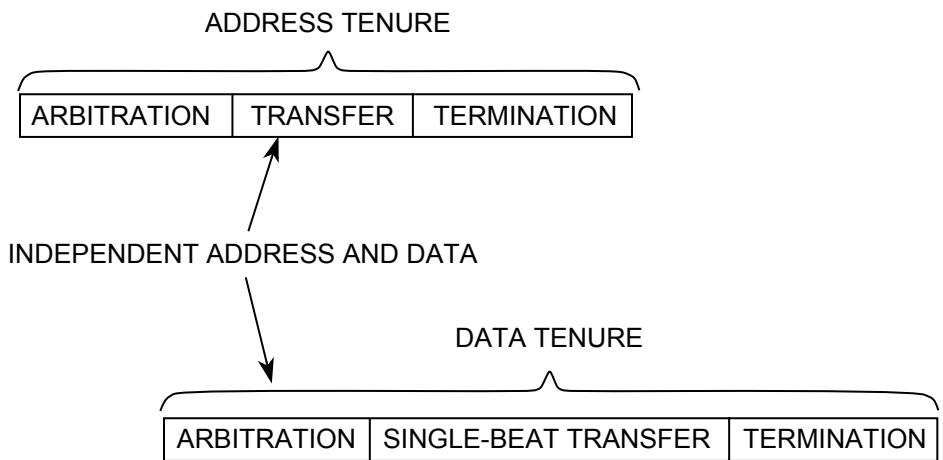 ADDRESS TENURE
ARBITRATION TRANSFER TERMINATION
INDEPENDENT ADDRESS AND DATA
DATA TENURE
ARBITRATION SINGLE-BEAT TRANSFER TERMINATION